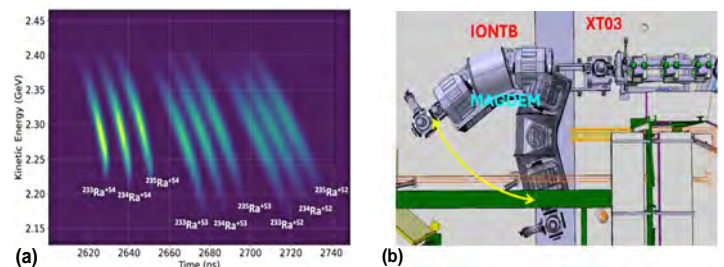 2.45
2.40
2.35
2.30
2.25
2.20
2.15
Kinetic Energy (GeV)
²³³Ra⁺⁵⁴
²³⁴Ra⁺⁵⁴
²³⁵Ra⁺⁵⁴
²³³Ra⁺⁵³
²³⁴Ra⁺⁵³
²³⁵Ra⁺⁵³
²³³Ra⁺⁵²
²³⁴Ra⁺⁵²
²³⁵Ra⁺⁵²
2620 2640 2660 2680 2700 2720 2740
Time (ns)
(a)
IONTB
XT03
MAGDEM
(b)